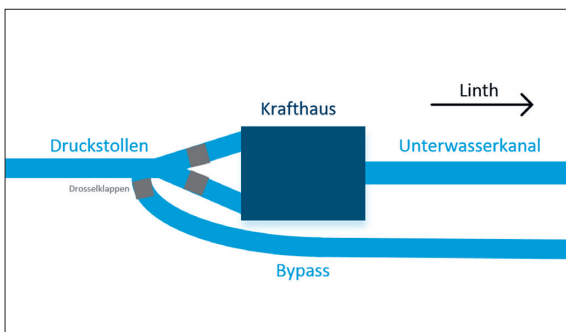 Linth
Krafthaus
Druckstollen
Unterwasserkanal
Drosselklappen
Bypass